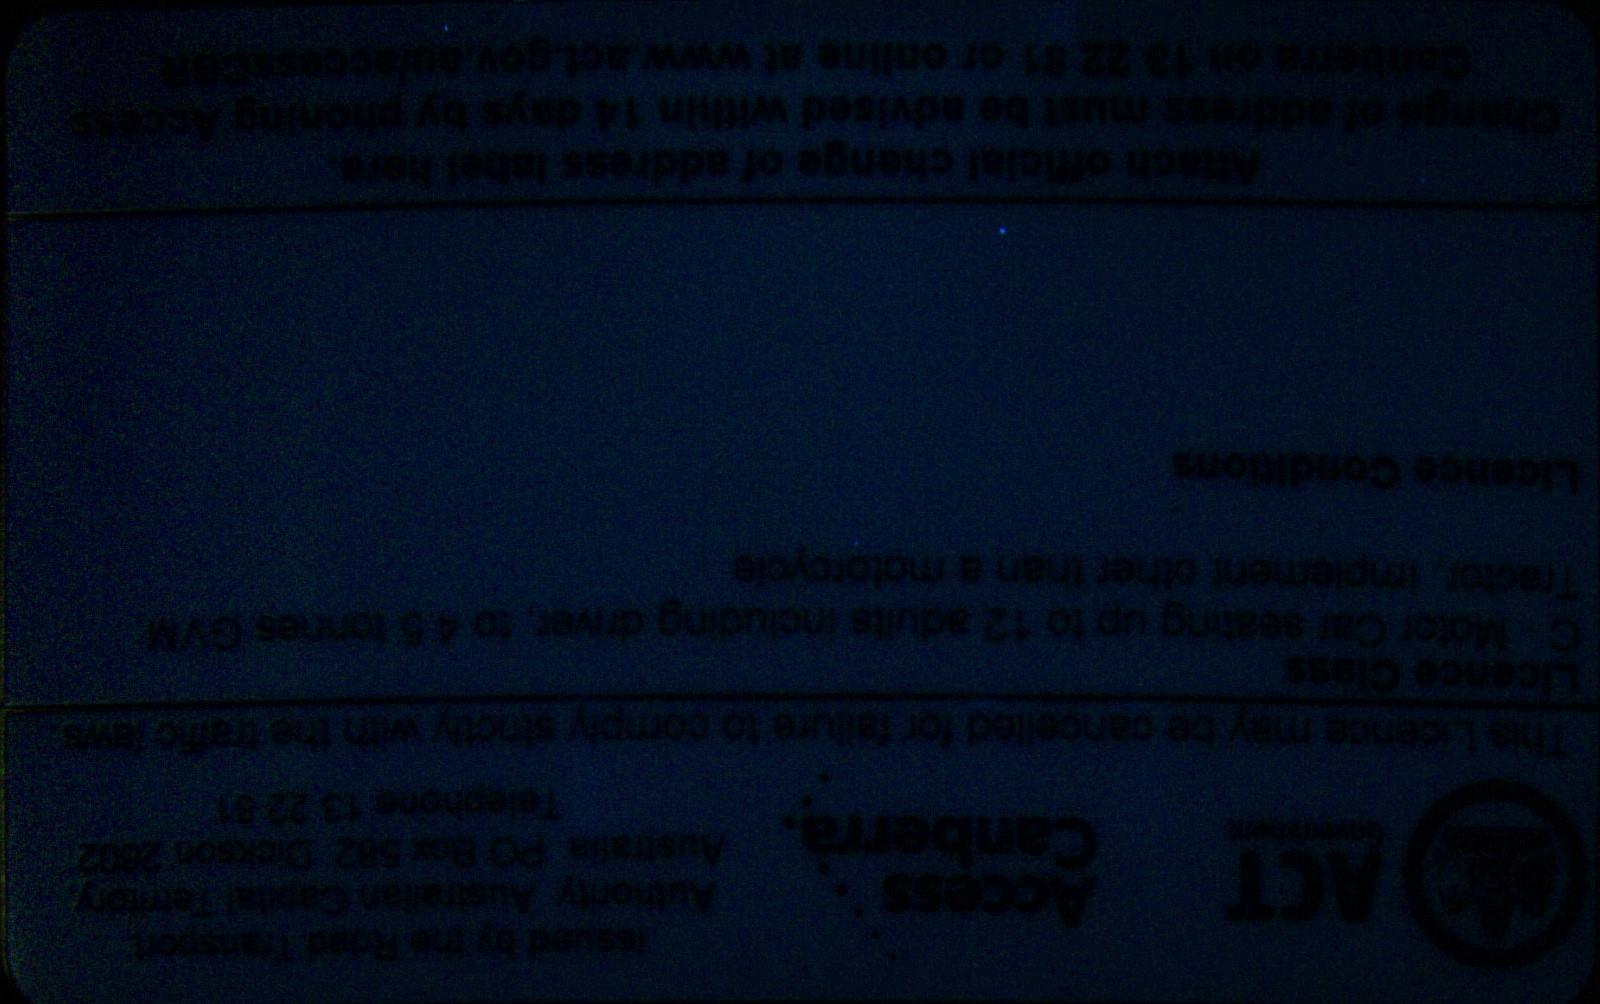 ACT
Government
Access
Canberra.
Issued by the Road Transport
Authority Australian Capital Territory,
Australia PO Box 582 Dickson 2602
Telephone 13 22 81
This Licence may be cancelled for failure to comply strictly with the traffic laws.
Licence Class
C - Motor Car seating up to 12 adults including driver, to 4.5 tonnes GVM,
Tractor, implement other than a motorcycle
Licence Conditions
Attach official change of address label here.
Change of address must be advised within 14 days by phoning Access
Canberra on 13 22 81 or online at www.act.gov.au/accessCBR